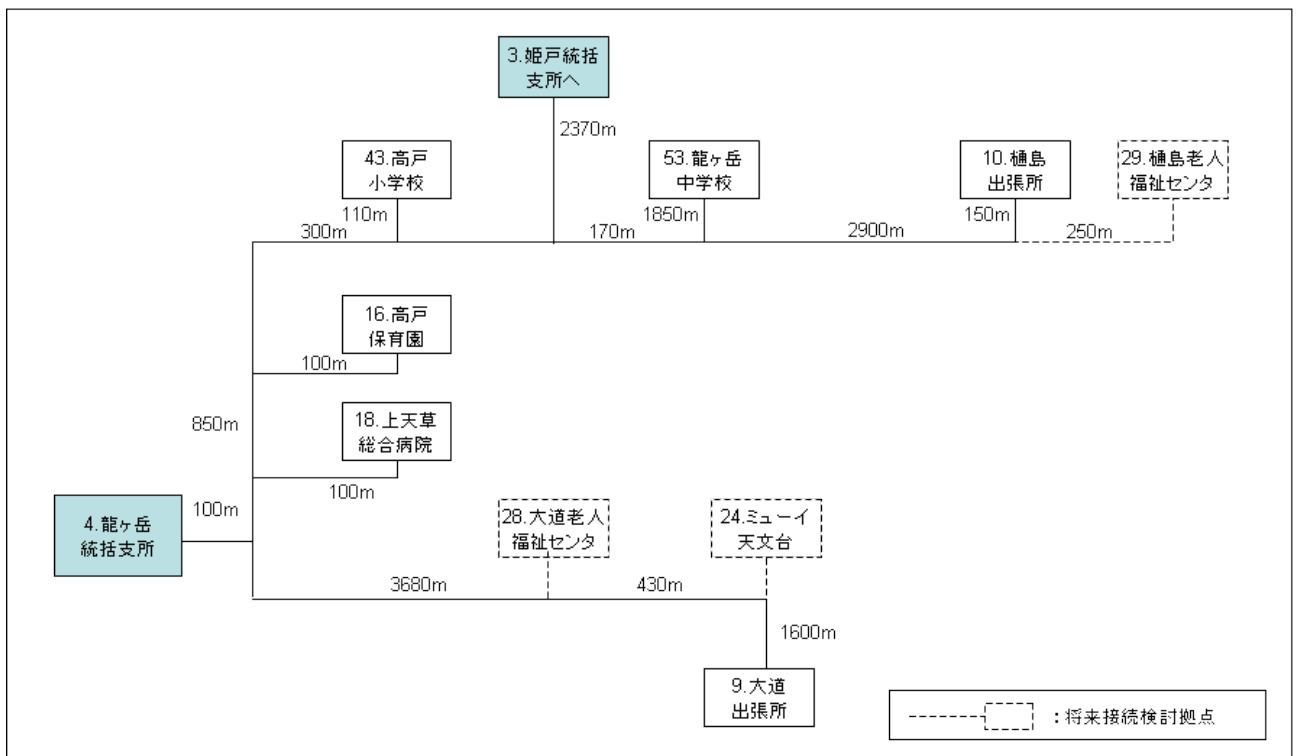 3.姫戸統括
支所へ
2370m
43.高戸
小学校
53.龍ヶ岳
中学校
10.樋島
出張所
29.樋島老人
福祉センタ
110m
1850m
150m
300m
170m
2900m
250m
16.高戸
保育園
100m
850m
18.上天草
総合病院
100m
100m
4.龍ヶ岳
統括支所
28.大道老人
福祉センタ
24.ミューイ
天文台
3680m
430m
1600m
9.大道
出張所
:将来接続検討拠点